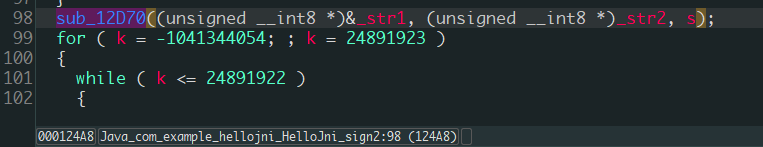 98 sub_12D70((unsigned __int8 *)&_str1, (unsigned __int8 *)_str2, s);
99 for ( k = -1041344054; ; k = 24891923 )
100 {
101 while ( k <= 24891922 )
102 {
000124A8 Java_com_example_hellojni_HelloJni_sign2:98 (124A8)